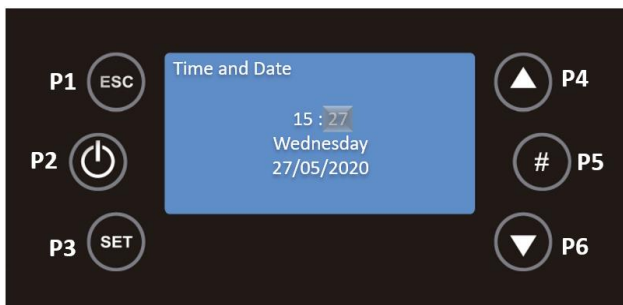 Time and Date
15 : 27
Wednesday
27/05/2020
P1 ESC
P2
P3 SET
P4
# P5
P6